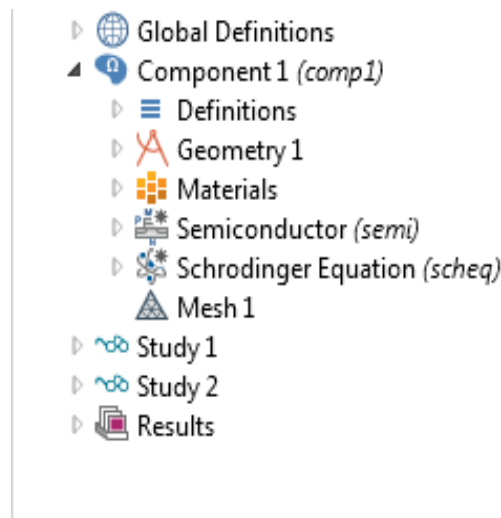 Global Definitions
Component 1 (comp1)
Definitions
Geometry 1
Materials
Semiconductor (semi)
Schrodinger Equation (scheq)
Mesh 1
Study 1
Study 2
Results